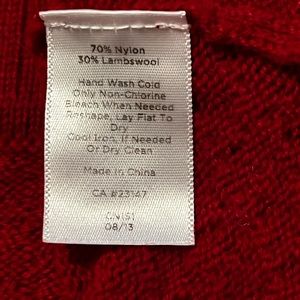 70% Nylon
30% Lambswool
Hand Wash Cold
Only Non-Chlorine
Bleach When Needed
Reshape, Lay Flat To
Dry
Cool Iron, If Needed
Or Dry Clean
Made in China
CA #23147
08/13